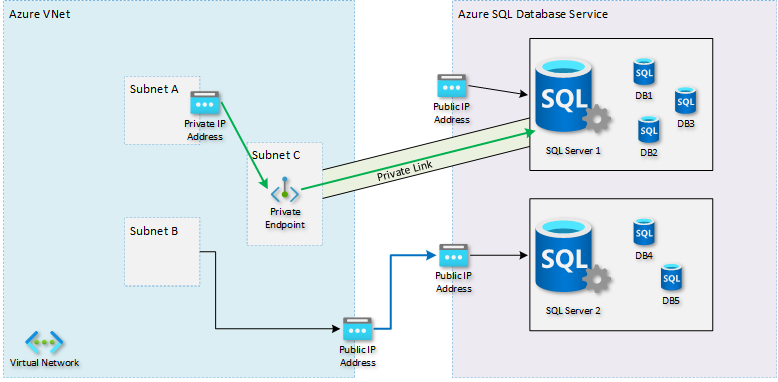 Azure VNet
Azure SQL Database Service
Subnet A
Private IP
Address
Subnet C
Private
Endpoint
Subnet B
Virtual Network
Public IP
Address
Private Link
Public IP
Address
SQL
SQL Server 1
SQL
DB1
SQL
DB3
SQL
DB2
Public IP
Address
SQL
SQL Server 2
SQL
DB4
SQL
DB5